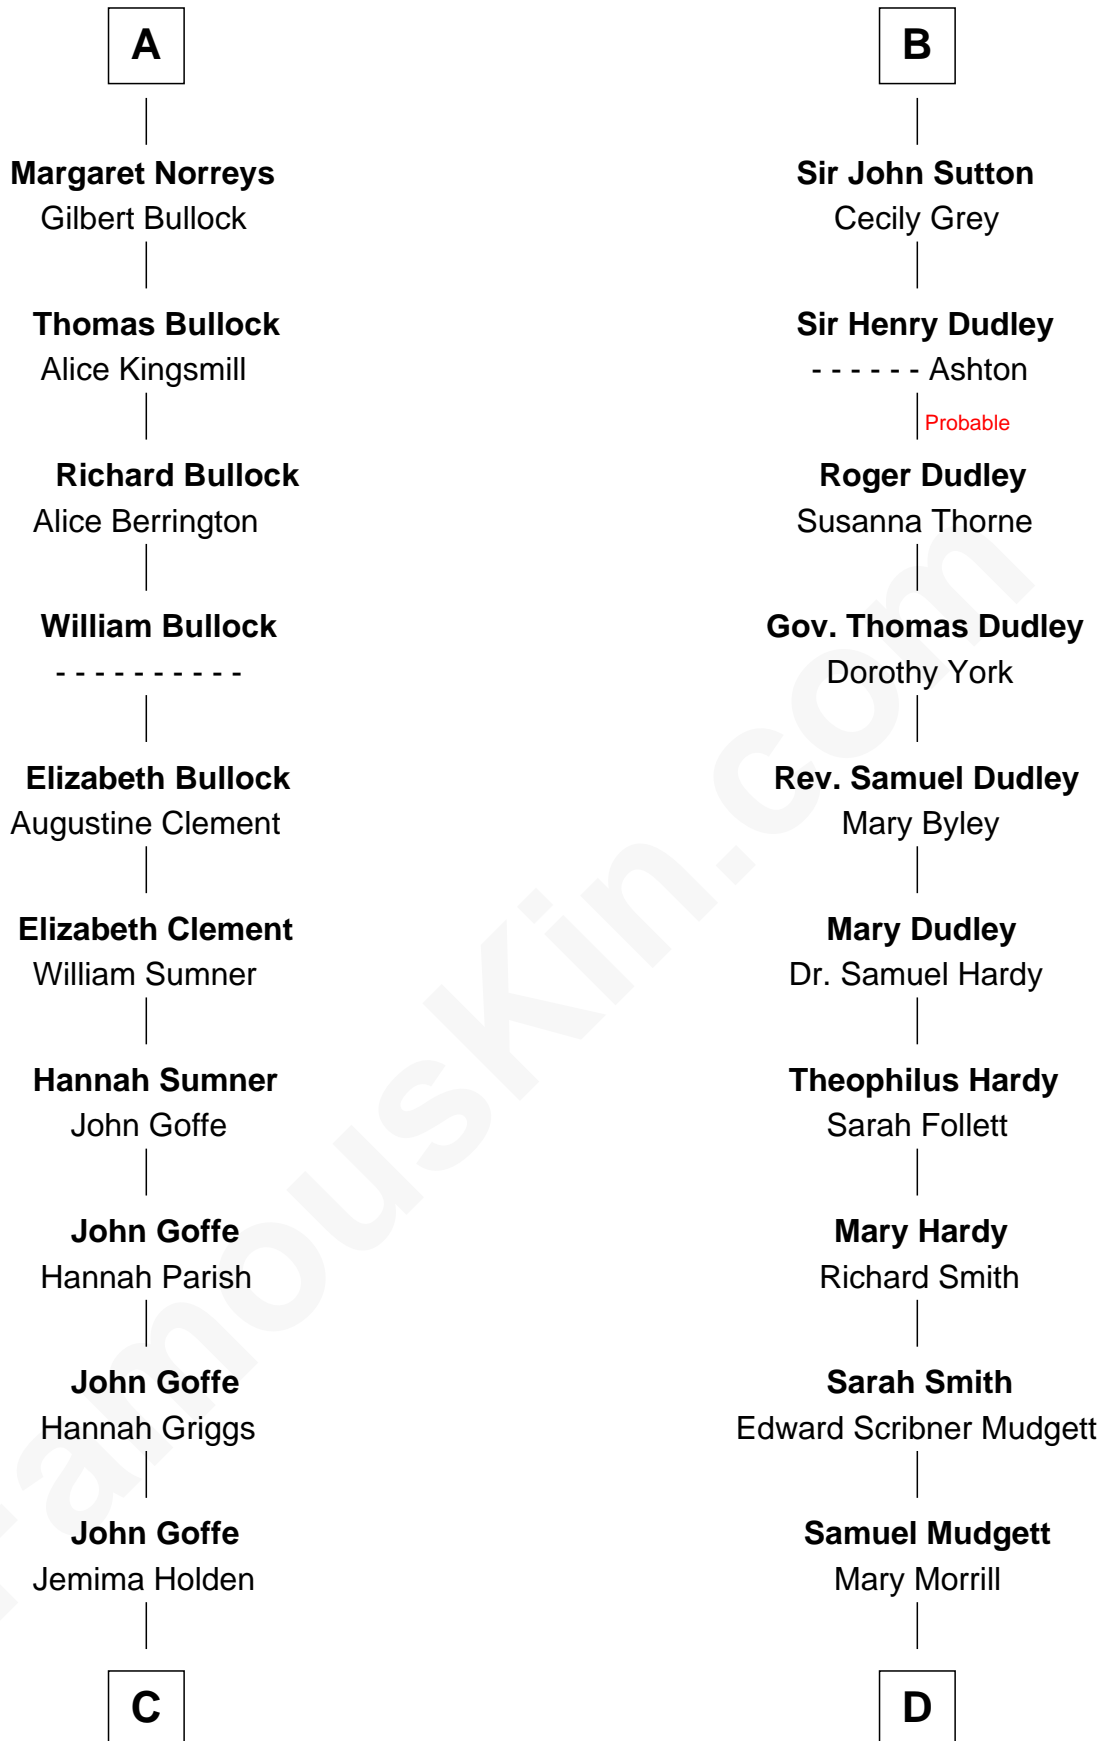 A
Margaret Norreys
Gilbert Bullock
Thomas Bullock
Alice Kingsmill
Richard Bullock
Alice Berrington
William Bullock
- - - - - - - - - -
Elizabeth Bullock
Augustine Clement
Elizabeth Clement
William Sumner
Hannah Sumner
John Goffe
John Goffe
Hannah Parish
John Goffe
Hannah Griggs
John Goffe
Jemima Holden
C
B
Sir John Sutton
Cecily Grey
Sir Henry Dudley
- - - - - - Ashton
Probable
Roger Dudley
Susanna Thorne
Gov. Thomas Dudley
Dorothy York
Rev. Samuel Dudley
Mary Byley
Mary Dudley
Dr. Samuel Hardy
Theophilus Hardy
Sarah Follett
Mary Hardy
Richard Smith
Sarah Smith
Edward Scribner Mudgett
Samuel Mudgett
Mary Morrill
D
FamousKin.com